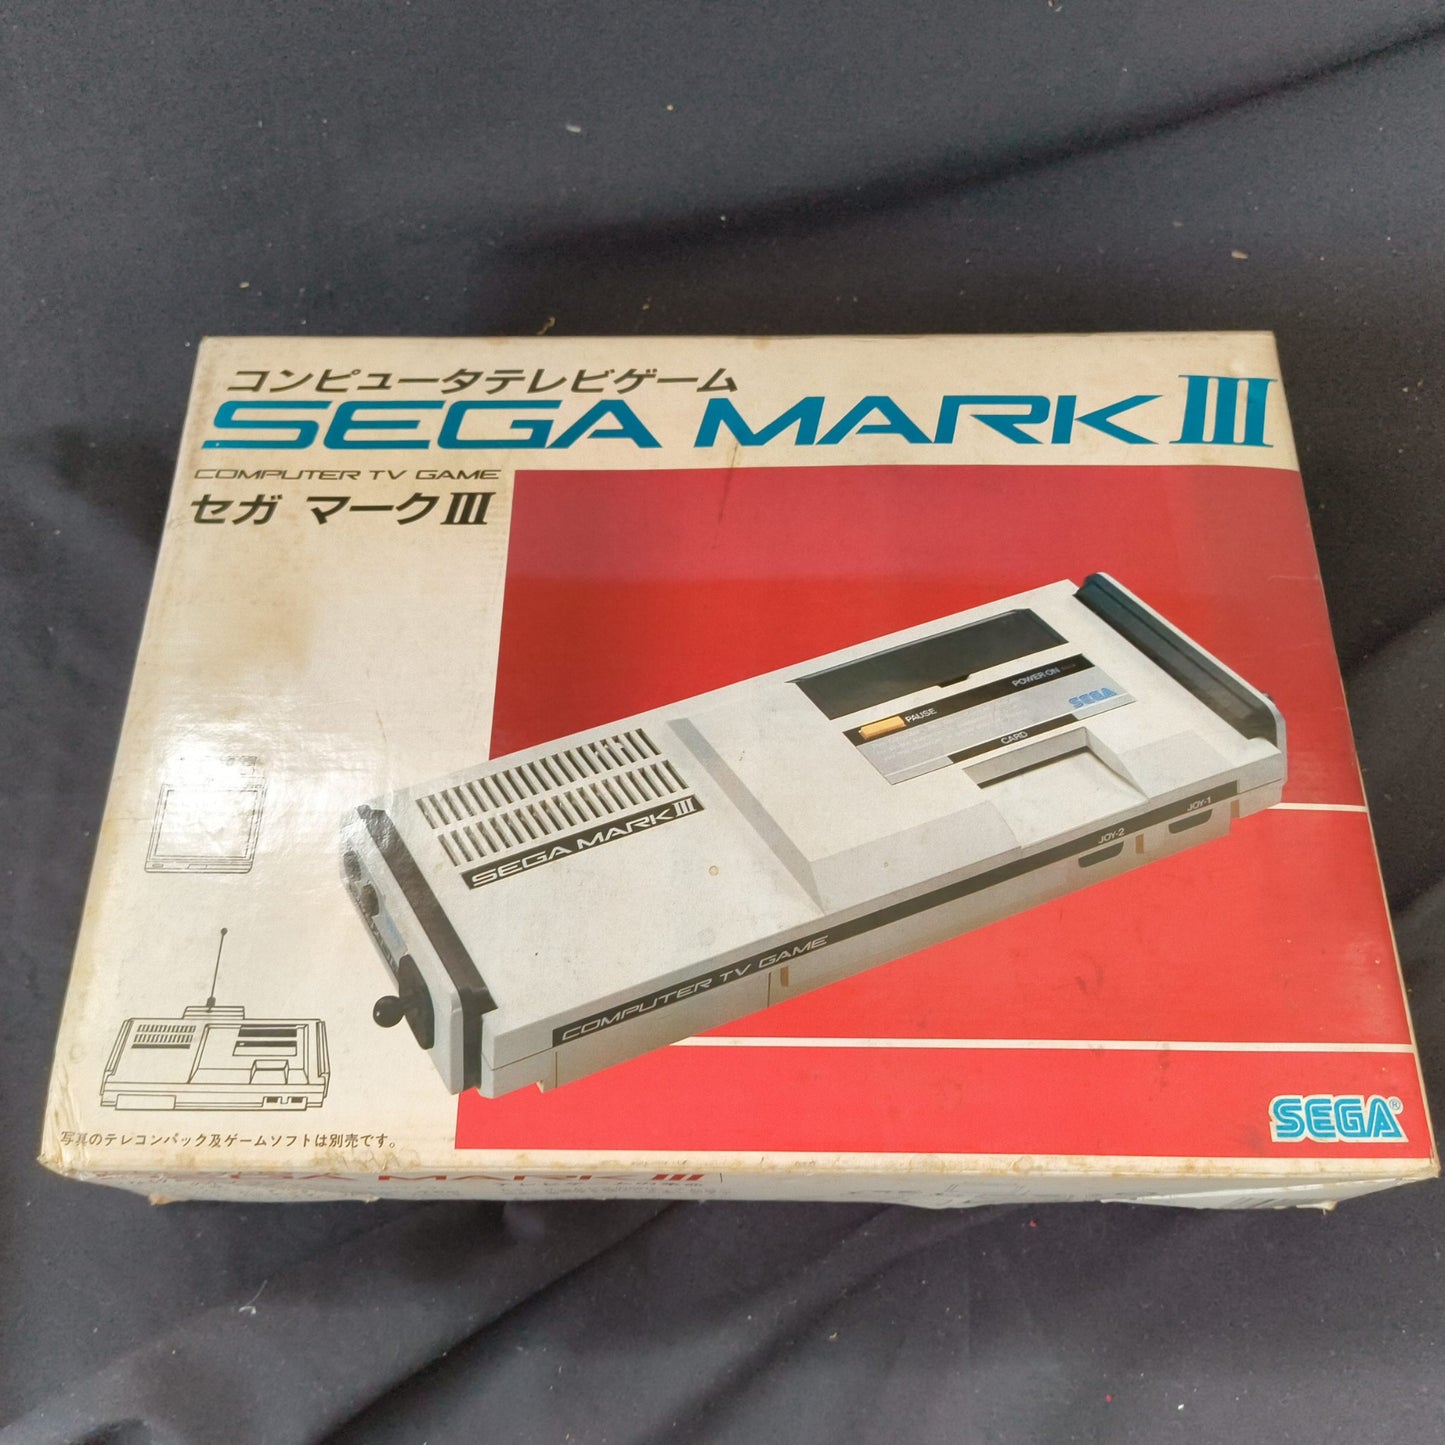 コンピュータテレビゲーム
SEGA MARK III
COMPUTER TV GAME
セガ マークIII
POWER·ON
SEGA
PAUSE
CARD
JOY-1
JOY-2
SEGA MARK III
COMPUTER TV GAME
SEGA®
写真のテレコンパック及ゲームソフトは別売です。
SEGA MARK III